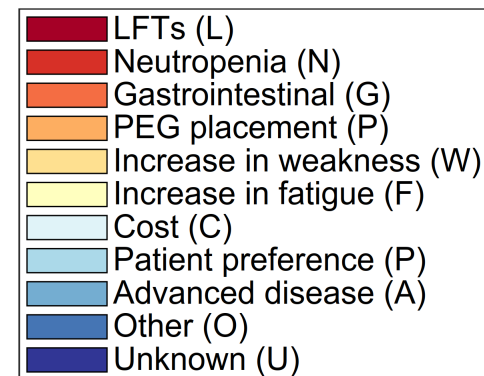 LFTs (L)
Neutropenia (N)
Gastrointestinal (G)
PEG placement (P)
Increase in weakness (W)
Increase in fatigue (F)
Cost (C)
Patient preference (P)
Advanced disease (A)
Other (O)
Unknown (U)